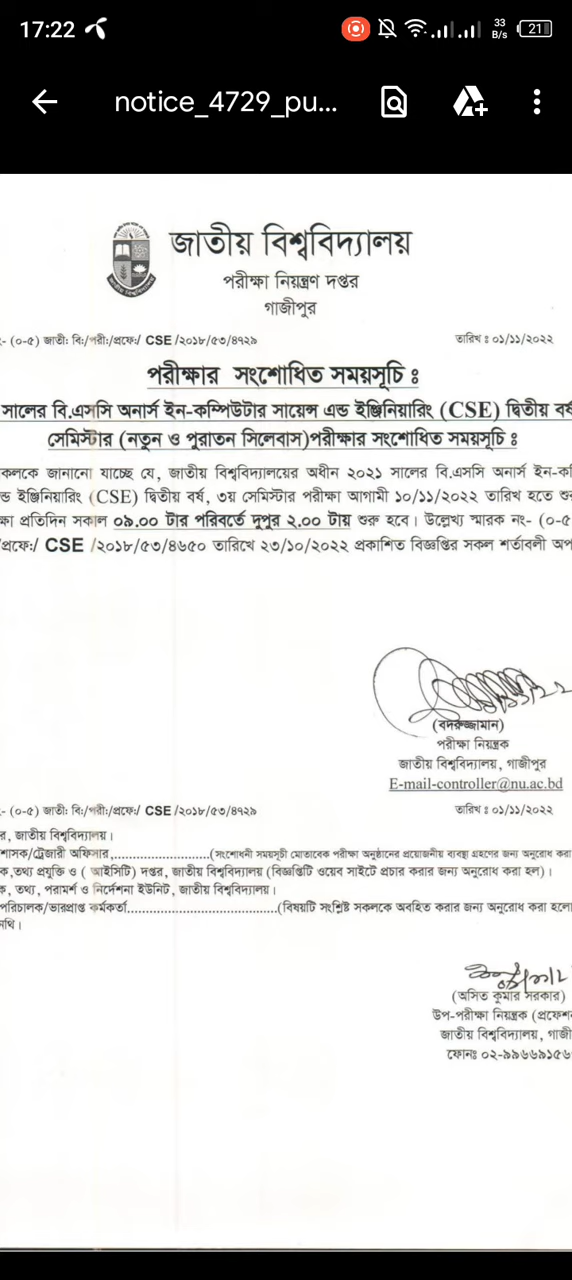 17:22
33
B/s
21
notice_4729_pu...
জাতীয় বিশ্ববিদ্যালয়
পরীক্ষা নিয়ন্ত্রণ দপ্তর
গাজীপুর
- (০-৫) জাতী: বি:/পরী:/প্রফে:/ CSE /২০১৮/৫৩/৪৭২৯
তারিখ ঃ ০১/১১/২০২২
পরীক্ষার সংশোধিত সময়সূচি ঃ
সালের বি.এসসি অনার্স ইন-কম্পিউটার সায়েন্স এন্ড ইঞ্জিনিয়ারিং (CSE) দ্বিতীয় বর্ষ
সেমিস্টার (নতুন ও পুরাতন সিলেবাস)পরীক্ষার সংশোধিত সময়সূচি ঃ
কলকে জানানো যাচ্ছে যে, জাতীয় বিশ্ববিদ্যালয়ের অধীন ২০২১ সালের বি.এসসি অনার্স ইন-কম্পি
ন্ড ইঞ্জিনিয়ারিং (CSE) দ্বিতীয় বর্ষ, ৩য় সেমিস্টার পরীক্ষা আগামী ১০/১১/২০২২ তারিখ হতে শু
ক্ষা প্রতিদিন সকাল ০৯.০০ টার পরিবর্তে দুপুর ২.০০ টায় শুরু হবে। উল্লেখ্য স্মারক নং- (০-৫
/প্রফে:/ CSE /২০১৮/৫৩/৪৬৫০ তারিখে ২৩/১০/২০২২ প্রকাশিত বিজ্ঞপ্তির সকল শর্তাবলী অপ
(বদরুজ্জামান)
পরীক্ষা নিয়ন্ত্রক
জাতীয় বিশ্ববিদ্যালয়, গাজীপুর
E-mail-controller@nu.ac.bd
- (০-৫) জাতী: বি:/পরী:/প্রফে:/ CSE /২০১৮/৫৩/৪৭২৯
তারিখ ঃ ০১/১১/২০২২
র, জাতীয় বিশ্ববিদ্যালয়।
শাসক/ট্রেজারী অফিসার,........................(সংশোধনী সময়সূচী মোতাবেক পরীক্ষা অনুষ্ঠানের প্রয়োজনীয় ব্যবস্থা গ্রহণের জন্য অনুরোধ করা
ক,তথ্য প্রযুক্তি ও ( আইসিটি) দপ্তর, জাতীয় বিশ্ববিদ্যালয় (বিজ্ঞপ্তিটি ওয়েব সাইটে প্রচার করার জন্য অনুরোধ করা হল)।
ক, তথ্য, পরামর্শ ও নির্দেশনা ইউনিট, জাতীয় বিশ্ববিদ্যালয়।
পরিচালক/ভারপ্রাপ্ত কর্মকর্তা......................................(বিষয়টি সংশ্লিষ্ট সকলকে অবহিত করার জন্য অনুরোধ করা হলো
নথি।
(অসিত কুমার সরকার)
উপ-পরীক্ষা নিয়ন্ত্রক (প্রফেশন
জাতীয় বিশ্ববিদ্যালয়, গাজী
ফোনঃ ০২-৯৯৬৬৯১৫৬